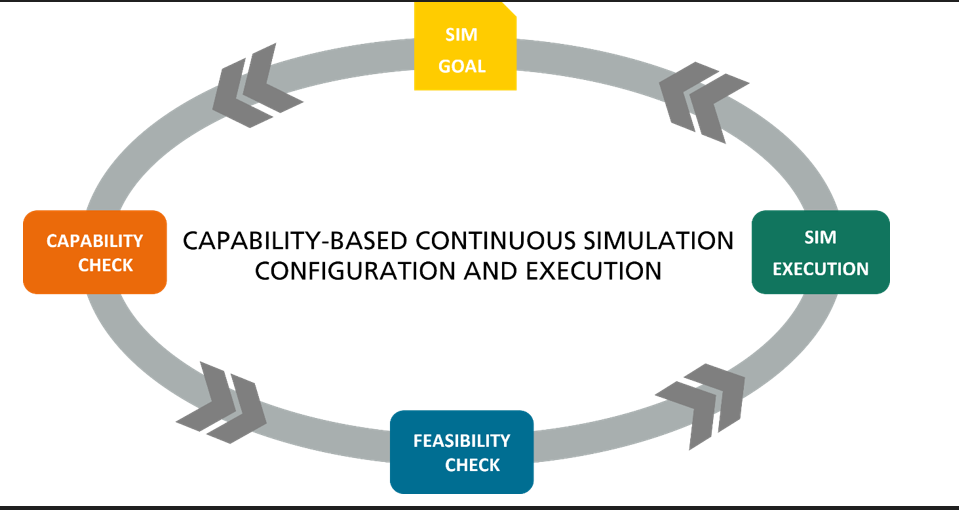 SIM
GOAL
CAPABILITY
CHECK
CAPABILITY-BASED CONTINUOUS SIMULATION
CONFIGURATION AND EXECUTION
SIM
EXECUTION
FEASIBILITY
CHECK